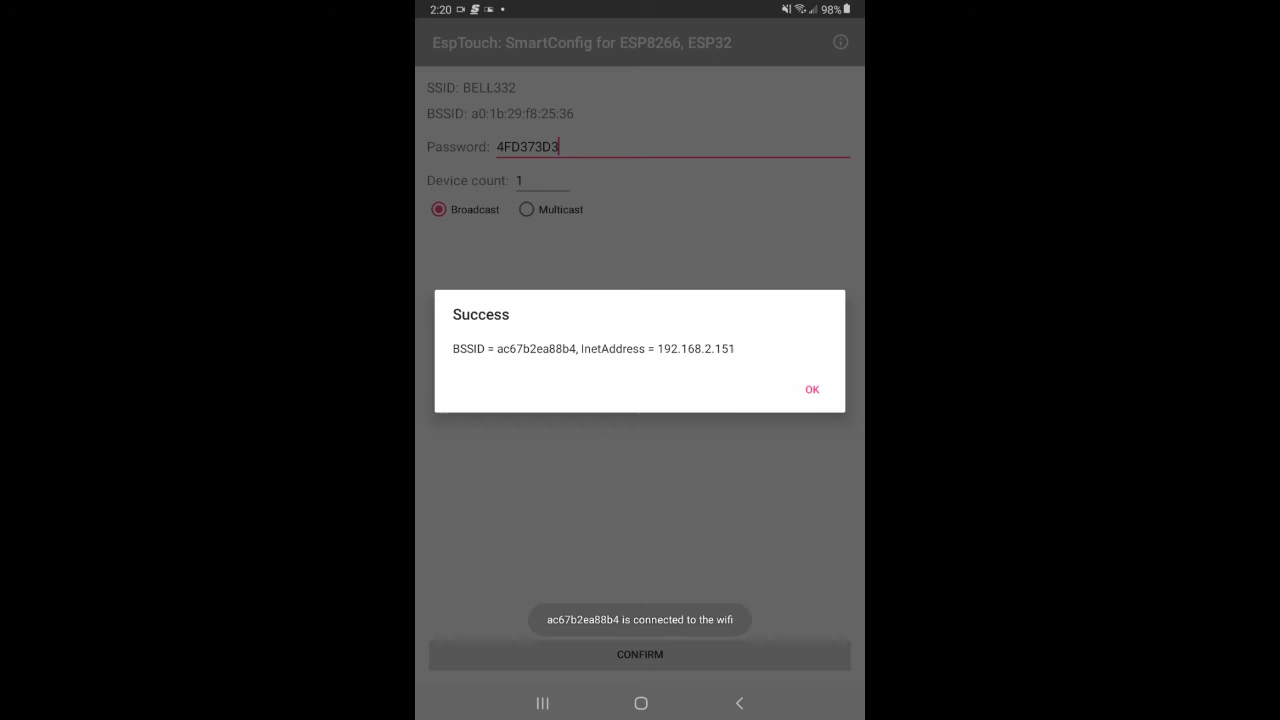 2:20 98%
EspTouch: SmartConfig for ESP8266, ESP32
SSID: BELL332
BSSID: a0:1b:29:f8:25:36
Password: 4FD373D3
Device count: 1
Broadcast Multicast
Success
BSSID = ac67b2ea88b4, InetAddress = 192.168.2.151
OK
ac67b2ea88b4 is connected to the wifi
CONFIRM